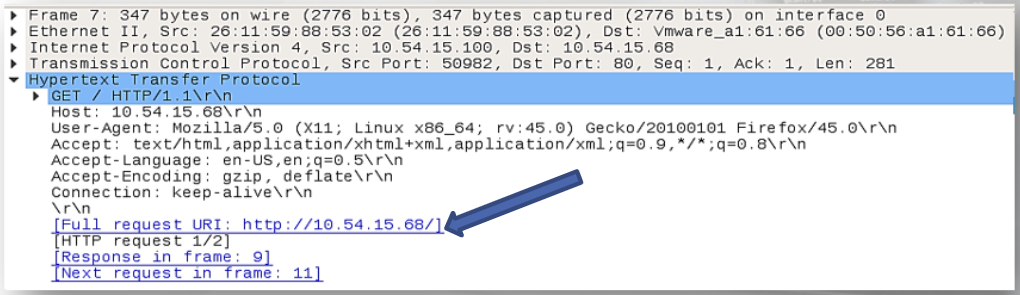 Frame 7: 347 bytes on wire (2776 bits), 347 bytes captured (2776 bits) on interface 0
Ethernet II, Src: 26:11:59:88:53:02 (26:11:59:88:53:02), Dst: Vmware_a1:61:66 (00:50:56:a1:61:66)
Internet Protocol Version 4, Src: 10.54.15.100, Dst: 10.54.15.68
Transmission Control Protocol, Src Port: 50982, Dst Port: 80, Seq: 1, Ack: 1, Len: 281
Hypertext Transfer Protocol
GET / HTTP/1.1\r\n
Host: 10.54.15.68\r\n
User-Agent: Mozilla/5.0 (X11; Linux x86_64; rv:45.0) Gecko/20100101 Firefox/45.0\r\n
Accept: text/html,application/xhtml+xml,application/xml;q=0.9,*/*;q=0.8\r\n
Accept-Language: en-US,en;q=0.5\r\n
Accept-Encoding: gzip, deflate\r\n
Connection: keep-alive\r\n
\r\n
[Full request URI: http://10.54.15.68/]
[HTTP request 1/2]
[Response in frame: 9]
[Next request in frame: 11]